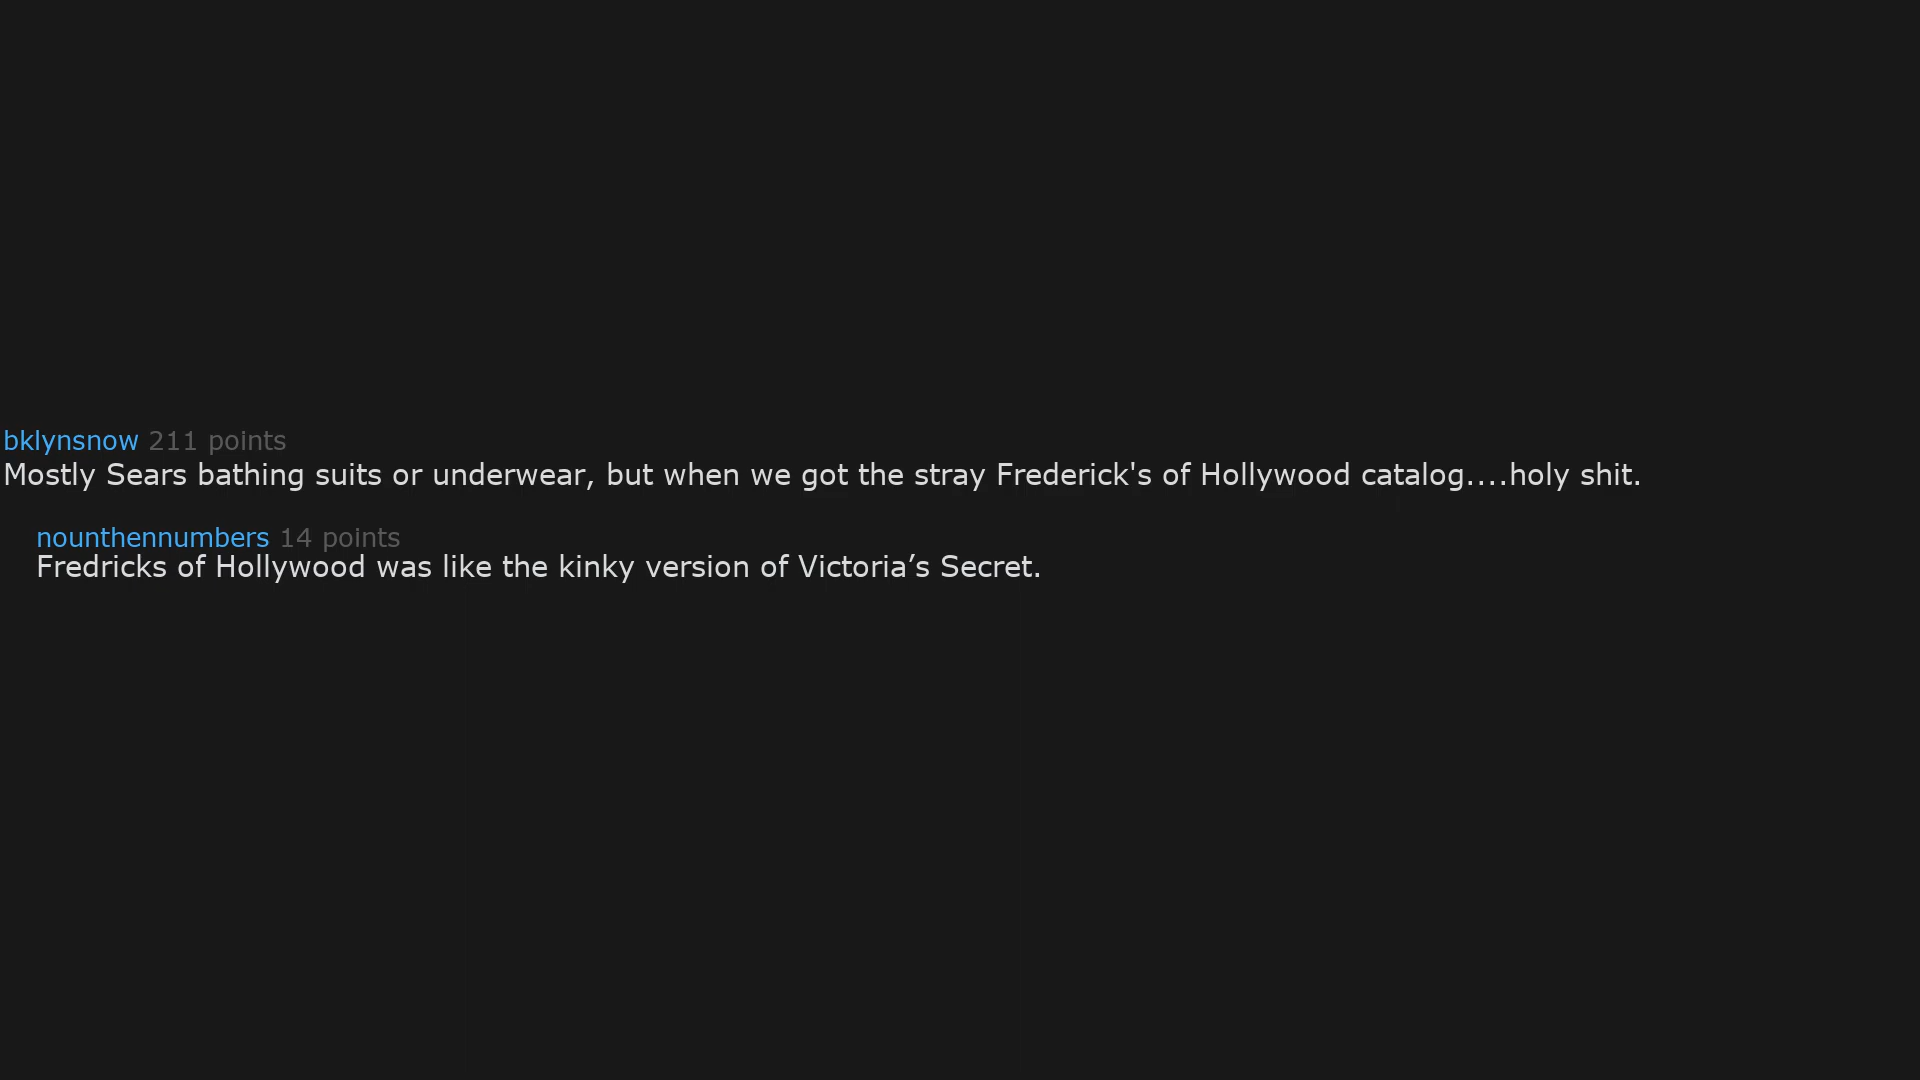 bklynsnow 211 points
Mostly Sears bathing suits or underwear, but when we got the stray Frederick's of Hollywood catalog....holy shit.
nounthennumbers 14 points
Fredricks of Hollywood was like the kinky version of Victoria’s Secret.